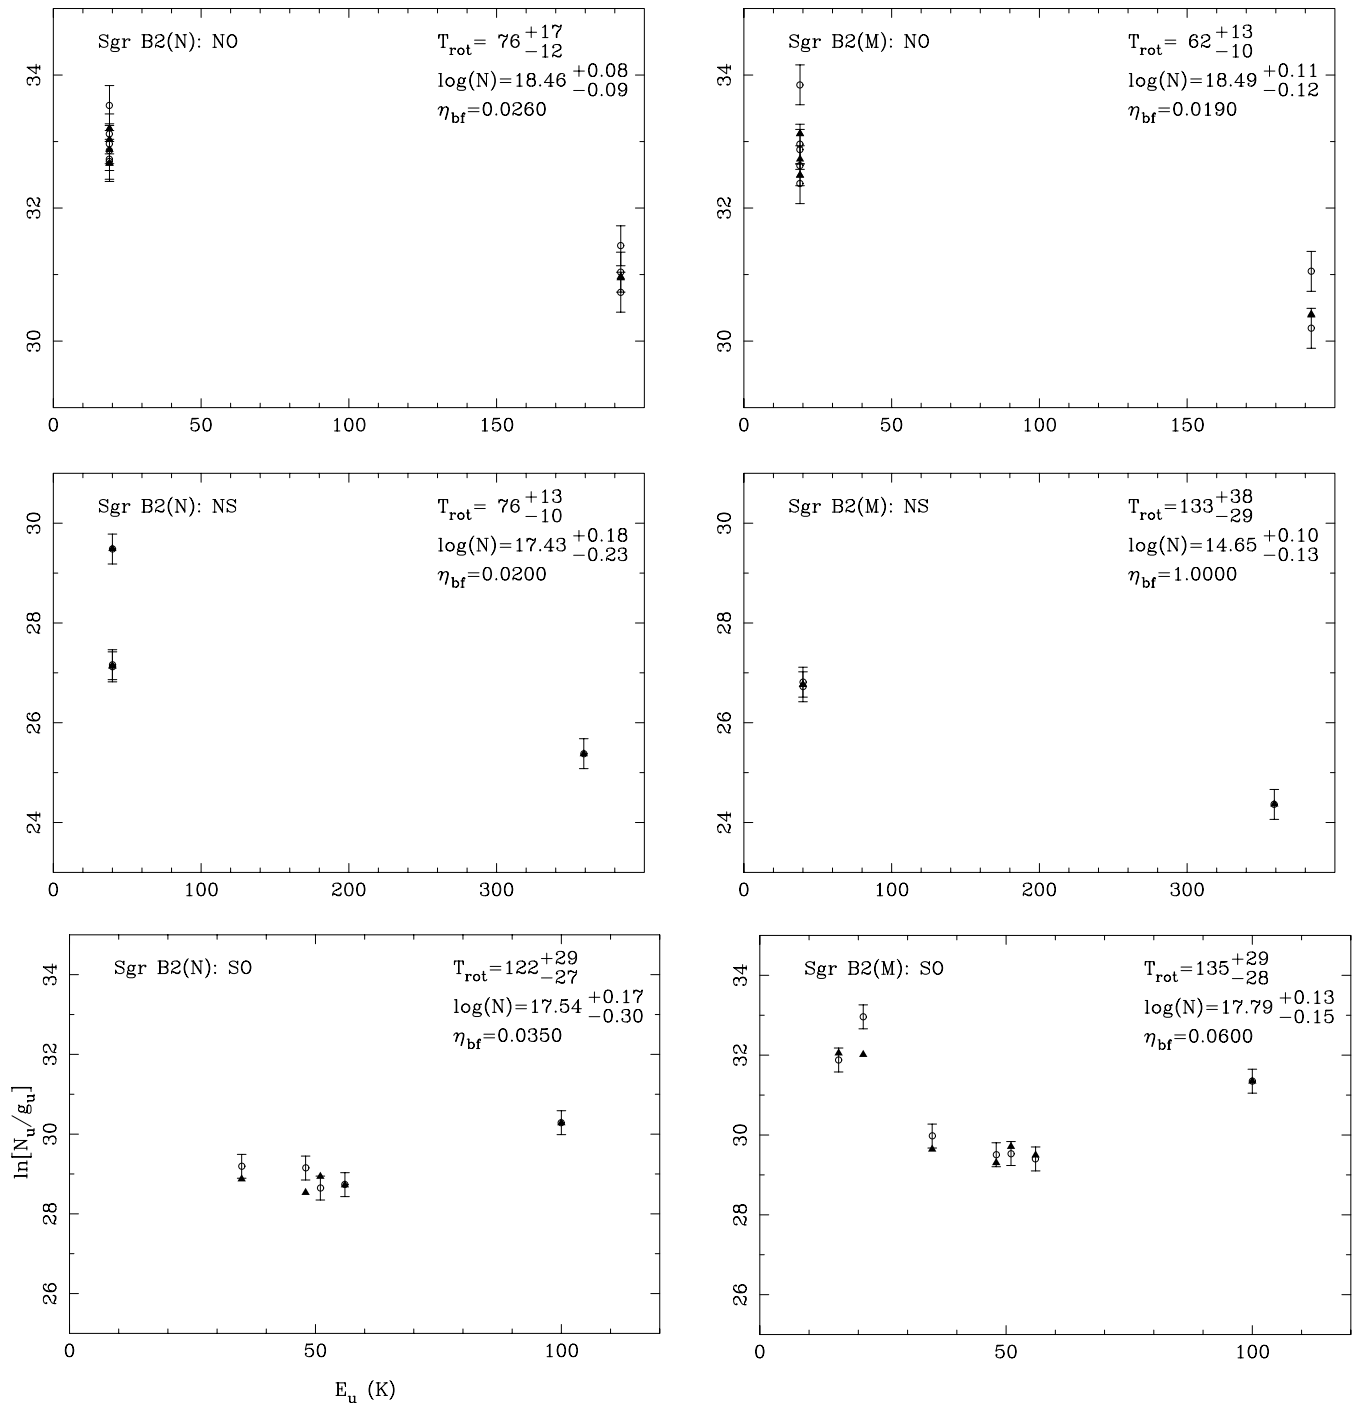 Sgr B2(N): NO
T_rot= 76 +17 −12
log(N)=18.46 +0.08 −0.09
η_bf=0.0260
34
32
30
0 50 100 150
Sgr B2(M): NO
T_rot= 62 +13 −10
log(N)=18.49 +0.11 −0.12
η_bf=0.0190
34
32
30
0 50 100 150
Sgr B2(N): NS
T_rot= 76 +13 −10
log(N)=17.43 +0.18 −0.23
η_bf=0.0200
30
28
26
24
0 100 200 300
Sgr B2(M): NS
T_rot=133 +38 −29
log(N)=14.65 +0.10 −0.13
η_bf=1.0000
30
28
26
24
0 100 200 300
Sgr B2(N): SO
T_rot=122 +29 −27
log(N)=17.54 +0.17 −0.30
η_bf=0.0350
34
32
30
28
26
ln[N_u/g_u]
0 50 100
E_u (K)
Sgr B2(M): SO
T_rot=135 +29 −28
log(N)=17.79 +0.13 −0.15
η_bf=0.0600
34
32
30
28
26
0 50 100